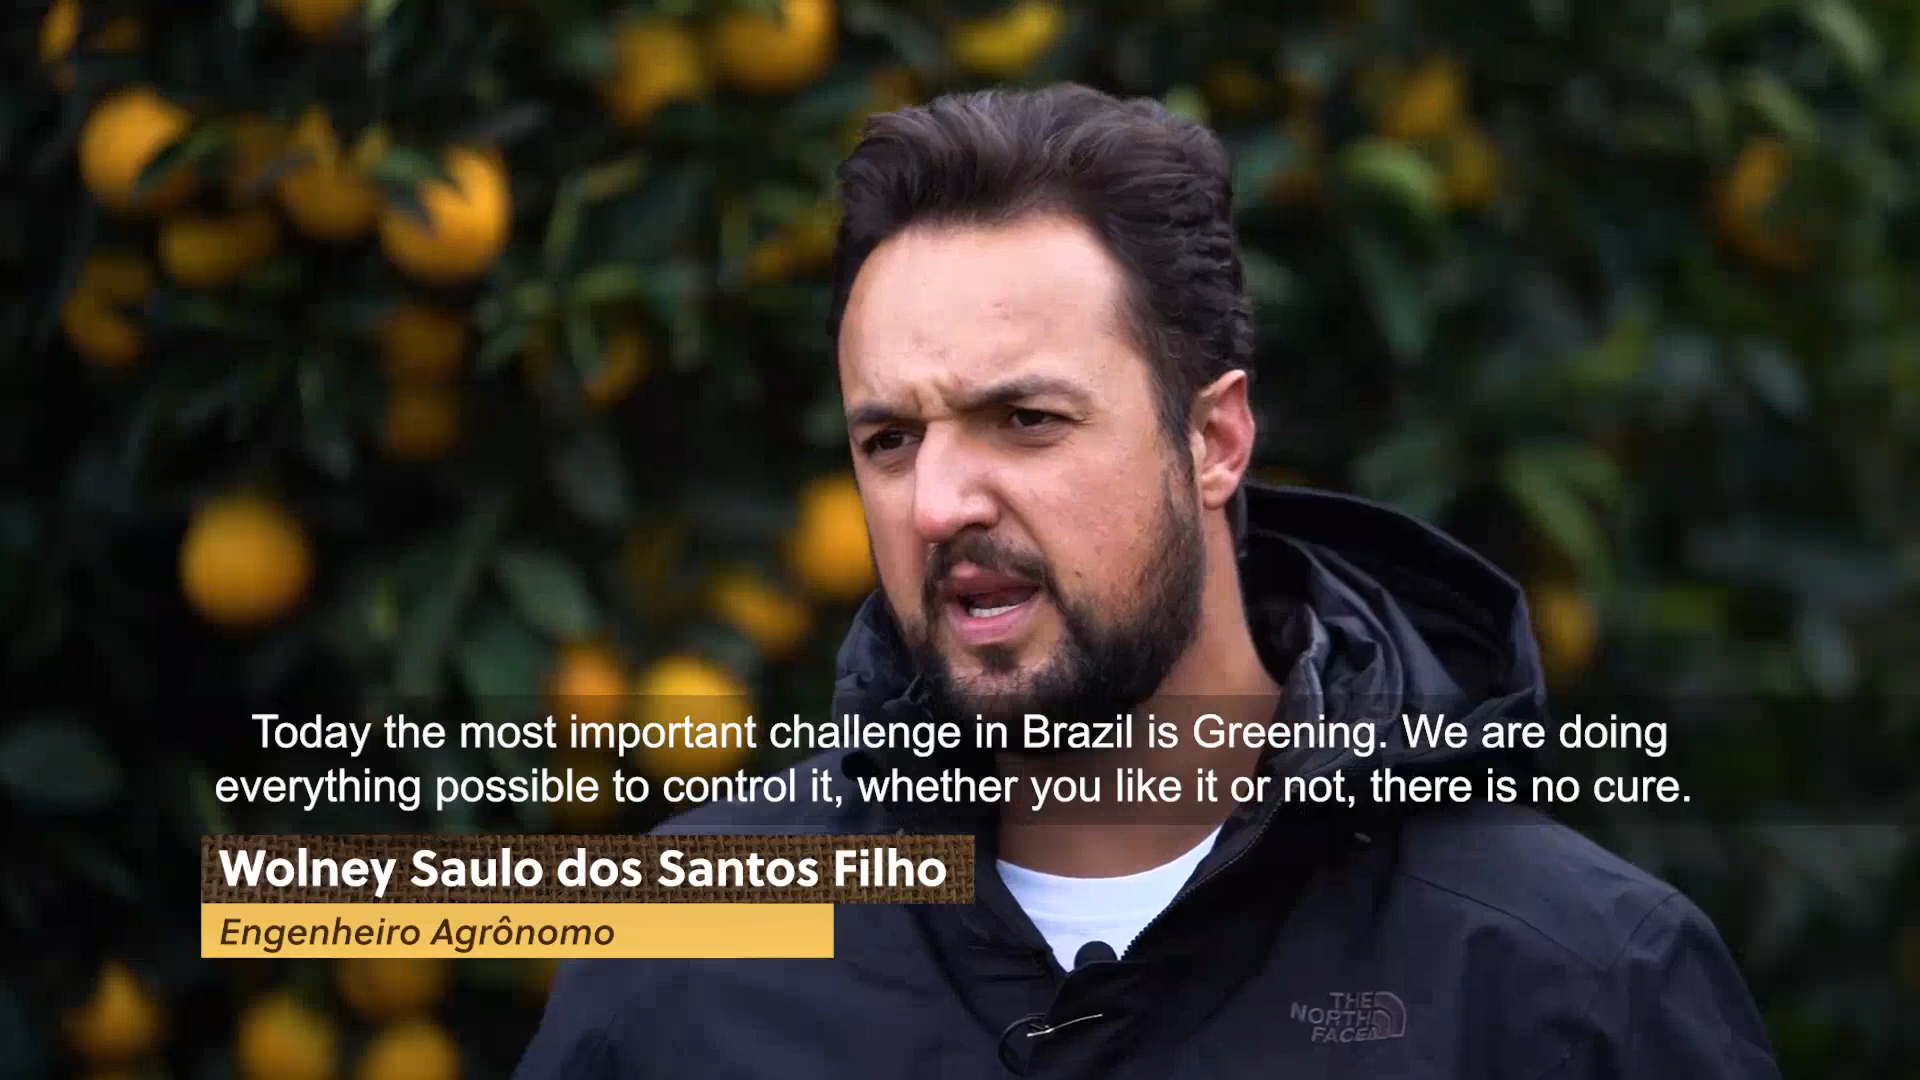 Today the most important challenge in Brazil is Greening. We are doing
everything possible to control it, whether you like it or not, there is no cure.
Wolney Saulo dos Santos Filho
Engenheiro Agrônomo
THE
NORTH
FACE